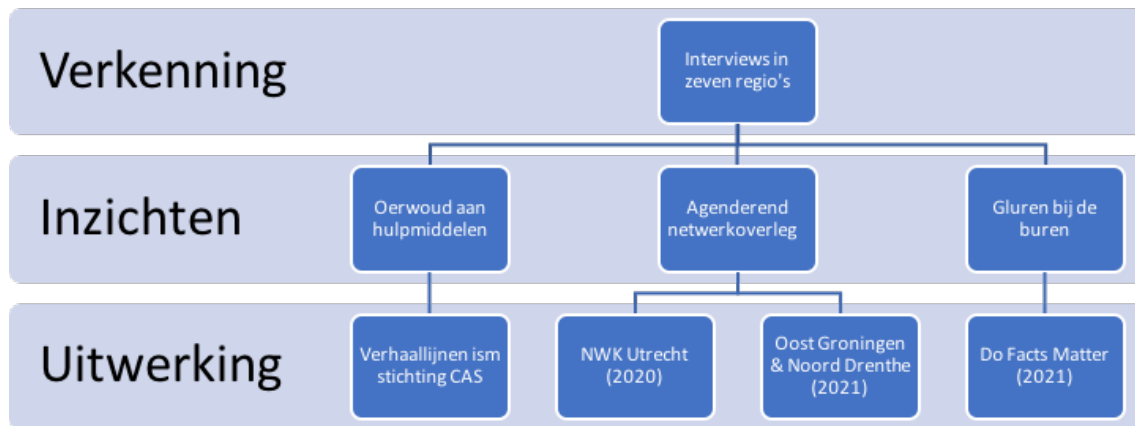 Verkenning
Interviews in
zeven regio's
Inzichten
Oerwoud aan
hulpmiddelen
Agenderend
netwerkoverleg
Gluren bij de
buren
Uitwerking
Verhaallijnen ism
stichting CAS
NWK Utrecht
(2020)
Oost Groningen
& Noord Drenthe
(2021)
Do Facts Matter
(2021)